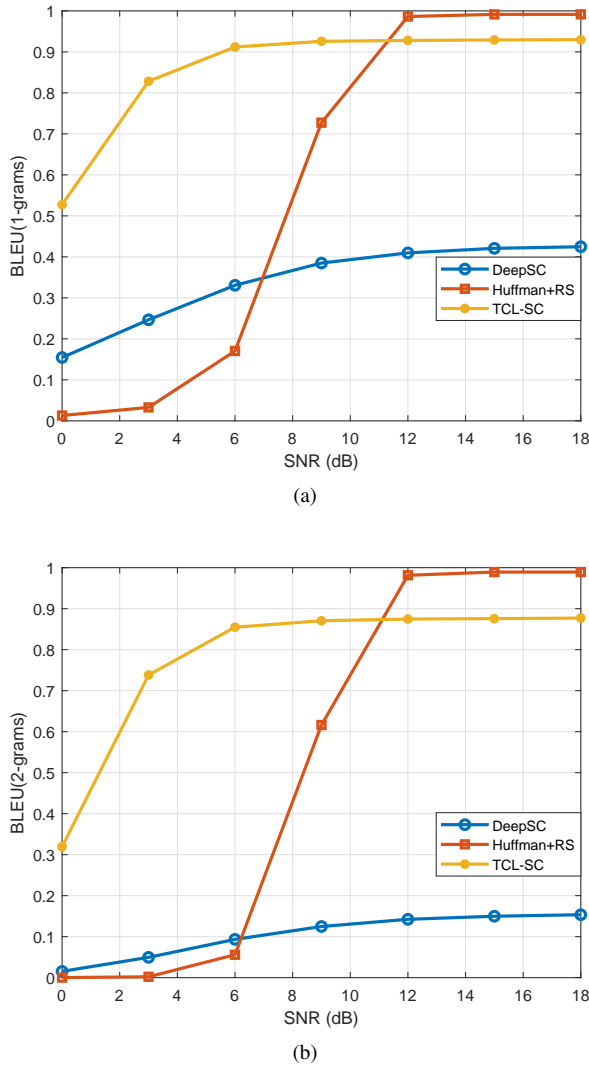 1
0.9
0.8
0.7
0.6
0.5
0.4
0.3
0.2
0.1
0
BLEU(1-grams)
DeepSC
Huffman+RS
TCL-SC
0 2 4 6 8 10 12 14 16 18
SNR (dB)
(a)
1
0.9
0.8
0.7
0.6
0.5
0.4
0.3
0.2
0.1
0
BLEU(2-grams)
DeepSC
Huffman+RS
TCL-SC
0 2 4 6 8 10 12 14 16 18
SNR (dB)
(b)